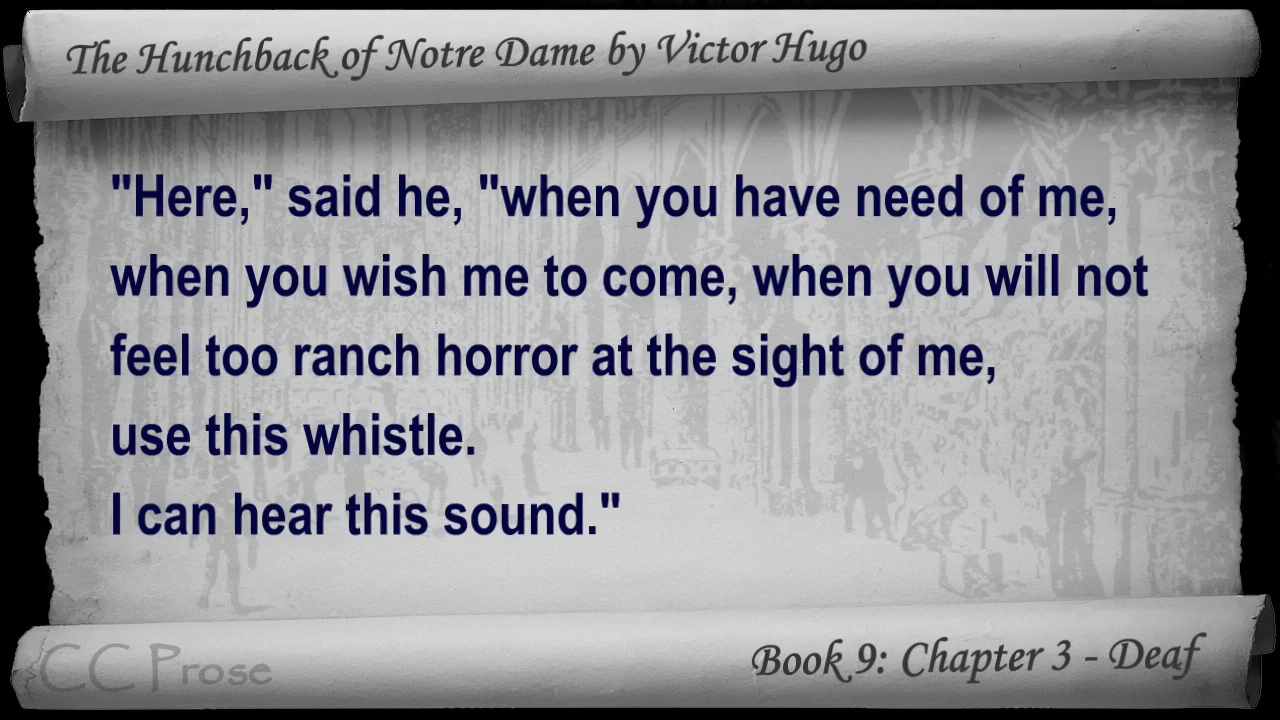 The Hunchback of Notre Dame by Victor Hugo
"Here," said he, "when you have need of me,
when you wish me to come, when you will not
feel too ranch horror at the sight of me,
use this whistle.
I can hear this sound."
CC Prose
Book 9: Chapter 3 - Deaf